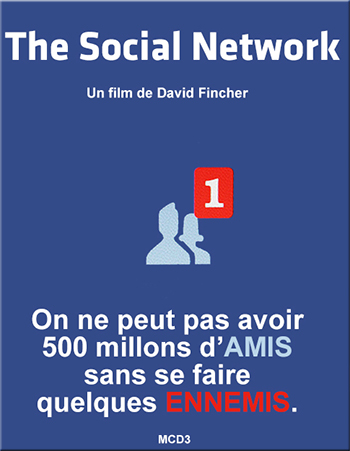 The Social Network
Un film de David Fincher
1
On ne peut pas avoir
500 millons d'AMIS
sans se faire
quelques ENNEMIS.
MCD3